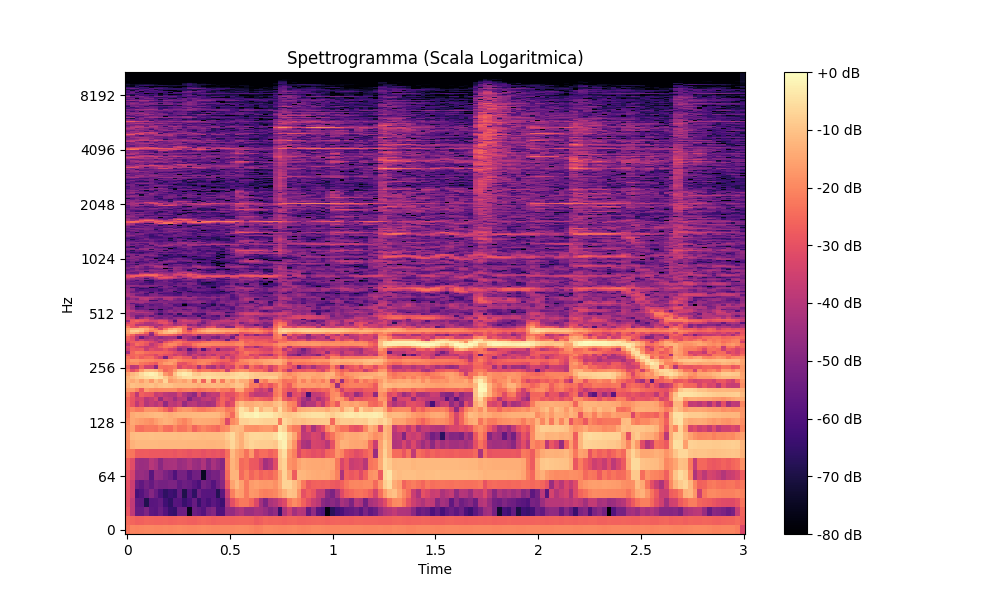 Spettrogramma (Scala Logaritmica)
8192
4096
2048
1024
512
256
128
64
0
Hz
0
0.5
1
1.5
2
2.5
3
Time
+0 dB
-10 dB
-20 dB
-30 dB
-40 dB
-50 dB
-60 dB
-70 dB
-80 dB